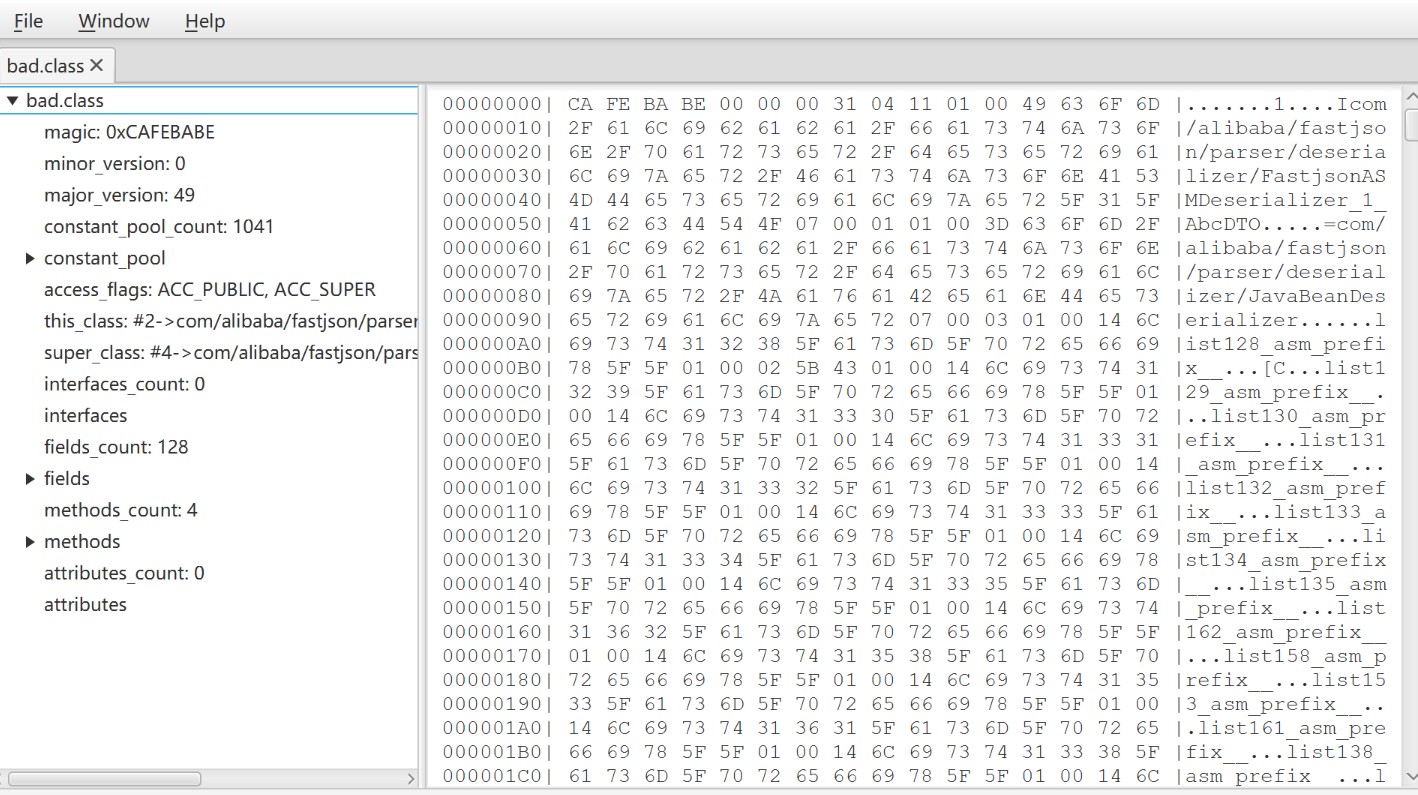 File Window Help
bad.class
bad.class
magic: 0xCAFEBABE
minor_version: 0
major_version: 49
constant_pool_count: 1041
constant_pool
access_flags: ACC_PUBLIC, ACC_SUPER
this_class: #2->com/alibaba/fastjson/parser
super_class: #4->com/alibaba/fastjson/pars
interfaces_count: 0
interfaces
fields_count: 128
fields
methods_count: 4
methods
attributes_count: 0
attributes
00000000| CA FE BA BE 00 00 00 31 04 11 01 00 49 63 6F 6D |.......1....Icom
00000010| 2F 61 6C 69 62 61 62 61 2F 66 61 73 74 6A 73 6F |/alibaba/fastjso
00000020| 6E 2F 70 61 72 73 65 72 2F 64 65 73 65 72 69 61 |n/parser/deseria
00000030| 6C 69 7A 65 72 2F 46 61 73 74 6A 73 6F 6E 41 53 |lizer/FastjsonAS
00000040| 4D 44 65 73 65 72 69 61 6C 69 7A 65 72 5F 31 5F |MDeserializer_1_
00000050| 41 62 63 44 54 4F 07 00 01 01 00 3D 63 6F 6D 2F |AbcDTO.....=com/
00000060| 61 6C 69 62 61 62 61 2F 66 61 73 74 6A 73 6F 6E |alibaba/fastjson
00000070| 2F 70 61 72 73 65 72 2F 64 65 73 65 72 69 61 6C |/parser/deserial
00000080| 69 7A 65 72 2F 4A 61 76 61 42 65 61 6E 44 65 73 |izer/JavaBeanDes
00000090| 65 72 69 61 6C 69 7A 65 72 07 00 03 01 00 14 6C |erializer......l
000000A0| 69 73 74 31 32 38 5F 61 73 6D 5F 70 72 65 66 69 |ist128_asm_prefi
000000B0| 78 5F 5F 01 00 02 5B 43 01 00 14 6C 69 73 74 31 |x__...[C...list1
000000C0| 32 39 5F 61 73 6D 5F 70 72 65 66 69 78 5F 5F 01 |29_asm_prefix__.
000000D0| 00 14 6C 69 73 74 31 33 30 5F 61 73 6D 5F 70 72 |..list130_asm_pr
000000E0| 65 66 69 78 5F 5F 01 00 14 6C 69 73 74 31 33 31 |efix__...list131
000000F0| 5F 61 73 6D 5F 70 72 65 66 69 78 5F 5F 01 00 14 |_asm_prefix__...
00000100| 6C 69 73 74 31 33 32 5F 61 73 6D 5F 70 72 65 66 |list132_asm_pref
00000110| 69 78 5F 5F 01 00 14 6C 69 73 74 31 33 33 5F 61 |ix__...list133_a
00000120| 73 6D 5F 70 72 65 66 69 78 5F 5F 01 00 14 6C 69 |sm_prefix__...li
00000130| 73 74 31 33 34 5F 61 73 6D 5F 70 72 65 66 69 78 |st134_asm_prefix
00000140| 5F 5F 01 00 14 6C 69 73 74 31 33 35 5F 61 73 6D |__...list135_asm
00000150| 5F 70 72 65 66 69 78 5F 5F 01 00 14 6C 69 73 74 |_prefix__...list
00000160| 31 36 32 5F 61 73 6D 5F 70 72 65 66 69 78 5F 5F |162_asm_prefix__
00000170| 01 00 14 6C 69 73 74 31 35 38 5F 61 73 6D 5F 70 |...list158_asm_p
00000180| 72 65 66 69 78 5F 5F 01 00 14 6C 69 73 74 31 35 |refix__...list15
00000190| 33 5F 61 73 6D 5F 70 72 65 66 69 78 5F 5F 01 00 |3_asm_prefix__..
000001A0| 14 6C 69 73 74 31 36 31 5F 61 73 6D 5F 70 72 65 |.list161_asm_pre
000001B0| 66 69 78 5F 5F 01 00 14 6C 69 73 74 31 33 38 5F |fix__...list138_
000001C0| 61 73 6D 5F 70 72 65 66 69 78 5F 5F 01 00 14 6C |asm_prefix__...l